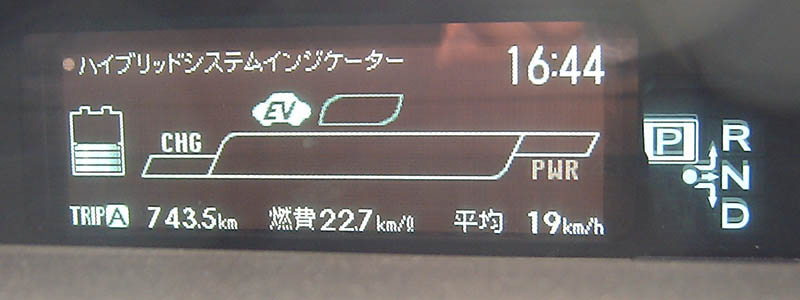 ハイブリッドシステムインジケーター 16:44
EV
CHG
PWR
TRIP A 743.5km 燃費 22.7km/ℓ 平均 19km/h
P R
N
D